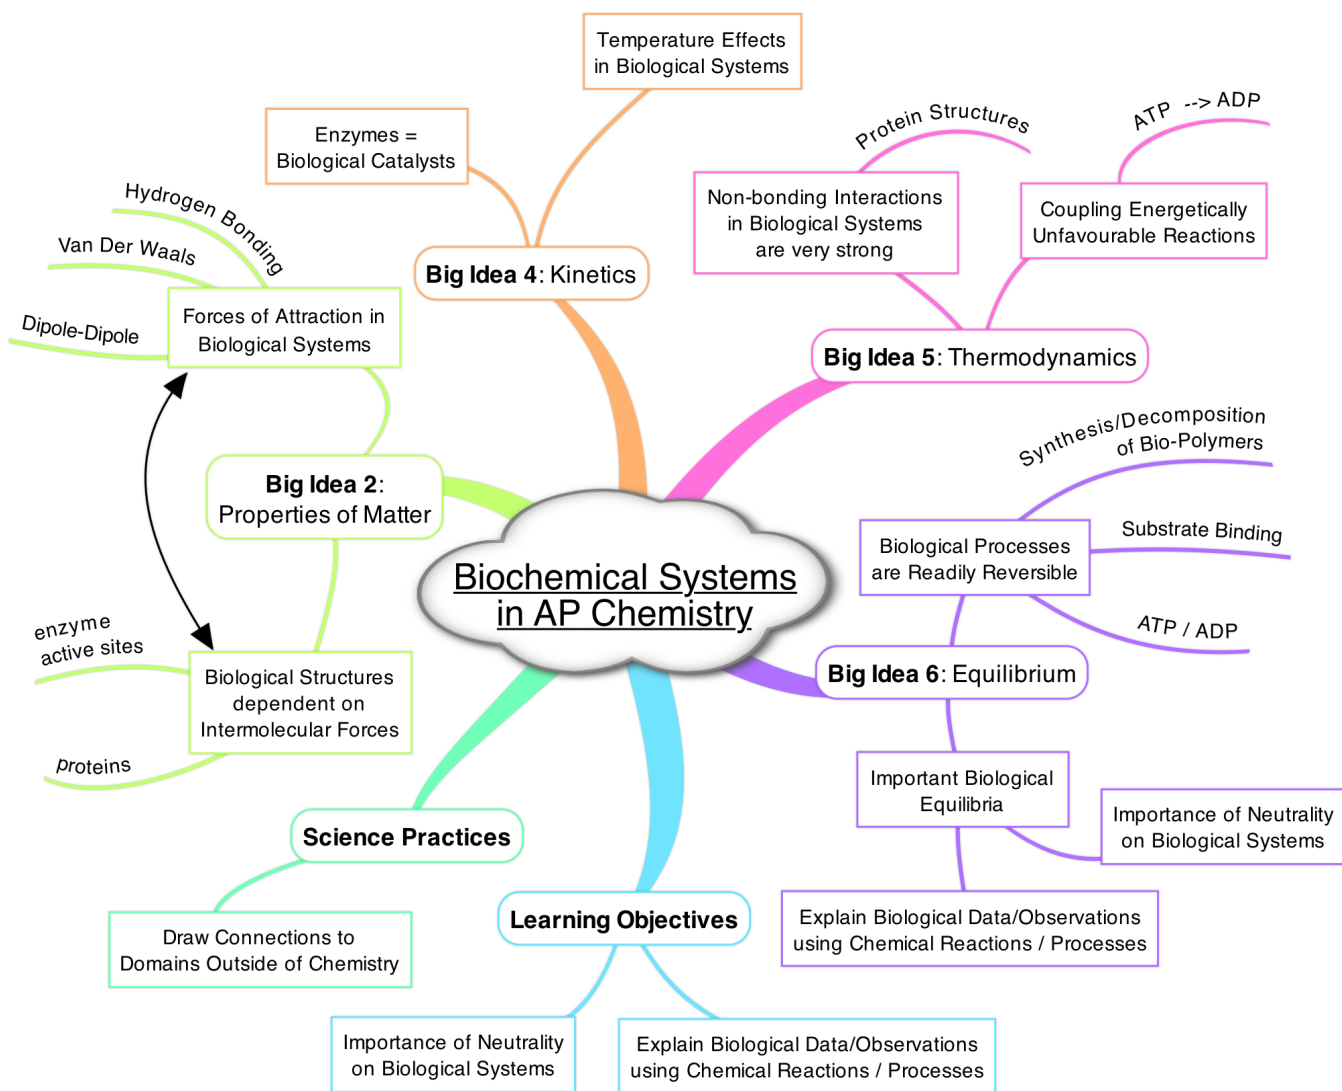 Temperature Effects
in Biological Systems
Enzymes =
Biological Catalysts
Big Idea 4: Kinetics
Protein Structures
ATP --> ADP
Non-bonding Interactions
in Biological Systems
are very strong
Coupling Energetically
Unfavourable Reactions
Big Idea 5: Thermodynamics
Hydrogen Bonding
Van Der Waals
Dipole-Dipole
Forces of Attraction in
Biological Systems
Big Idea 2:
Properties of Matter
enzyme
active sites
proteins
Biological Structures
dependent on
Intermolecular Forces
Biochemical Systems
in AP Chemistry
Synthesis/Decomposition
of Bio-Polymers
Substrate Binding
ATP / ADP
Biological Processes
are Readily Reversible
Big Idea 6: Equilibrium
Important Biological
Equilibria
Importance of Neutrality
on Biological Systems
Explain Biological Data/Observations
using Chemical Reactions / Processes
Science Practices
Draw Connections to
Domains Outside of Chemistry
Learning Objectives
Importance of Neutrality
on Biological Systems
Explain Biological Data/Observations
using Chemical Reactions / Processes